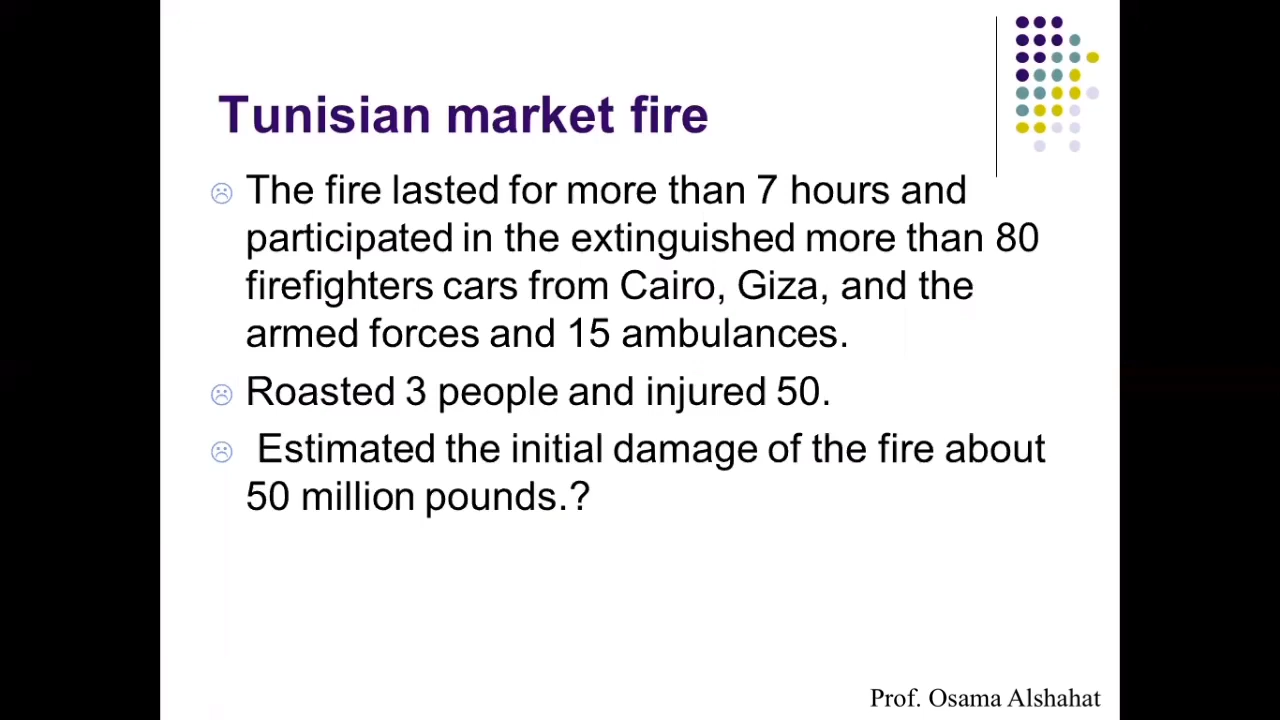 Tunisian market fire
The fire lasted for more than 7 hours and
participated in the extinguished more than 80
firefighters cars from Cairo, Giza, and the
armed forces and 15 ambulances.
Roasted 3 people and injured 50.
Estimated the initial damage of the fire about
50 million pounds.?
Prof. Osama Alshahat